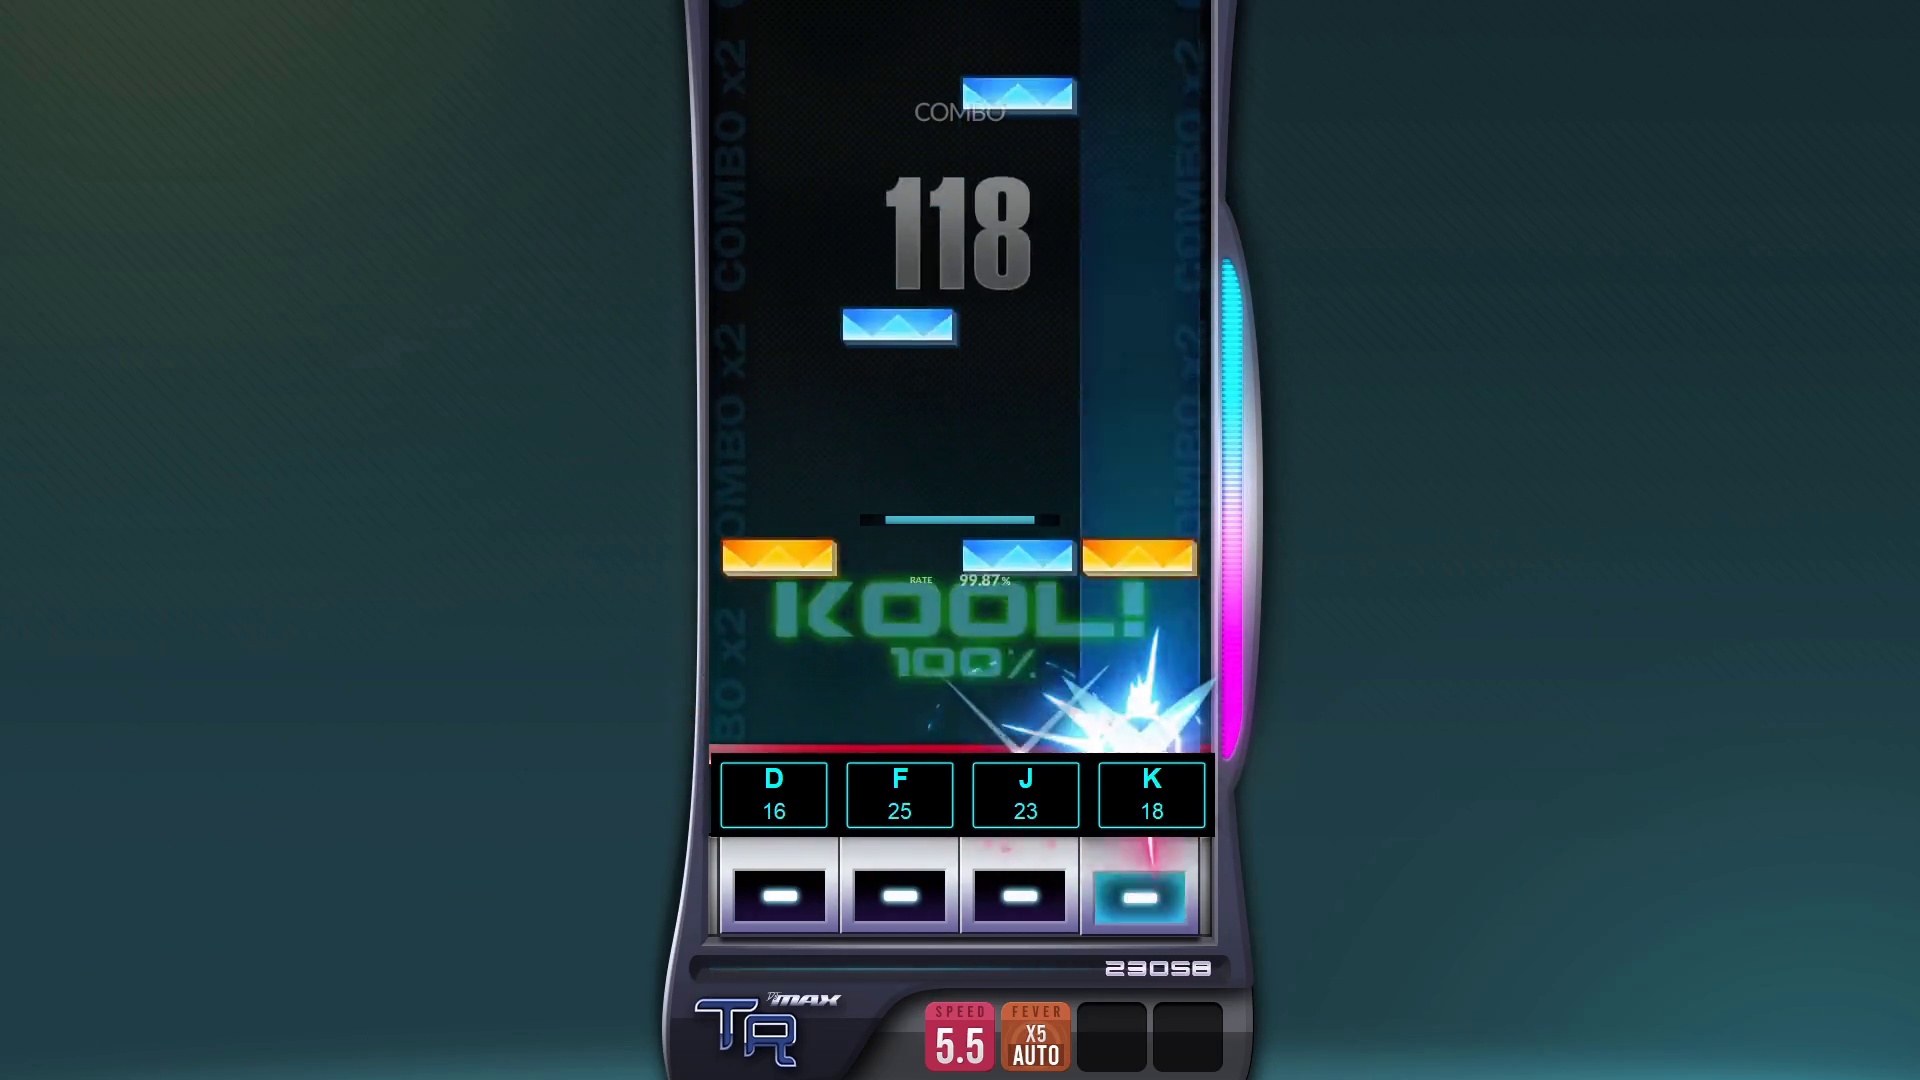 COMBO
118
COMBO x2
COMBO x2
COMBO x2
COMBO x2
RATE 99.87%
KOOL!
100%
D F J K
16 25 23 18
23058
MAX
TR
SPEED
5.5
FEVER
X5
AUTO